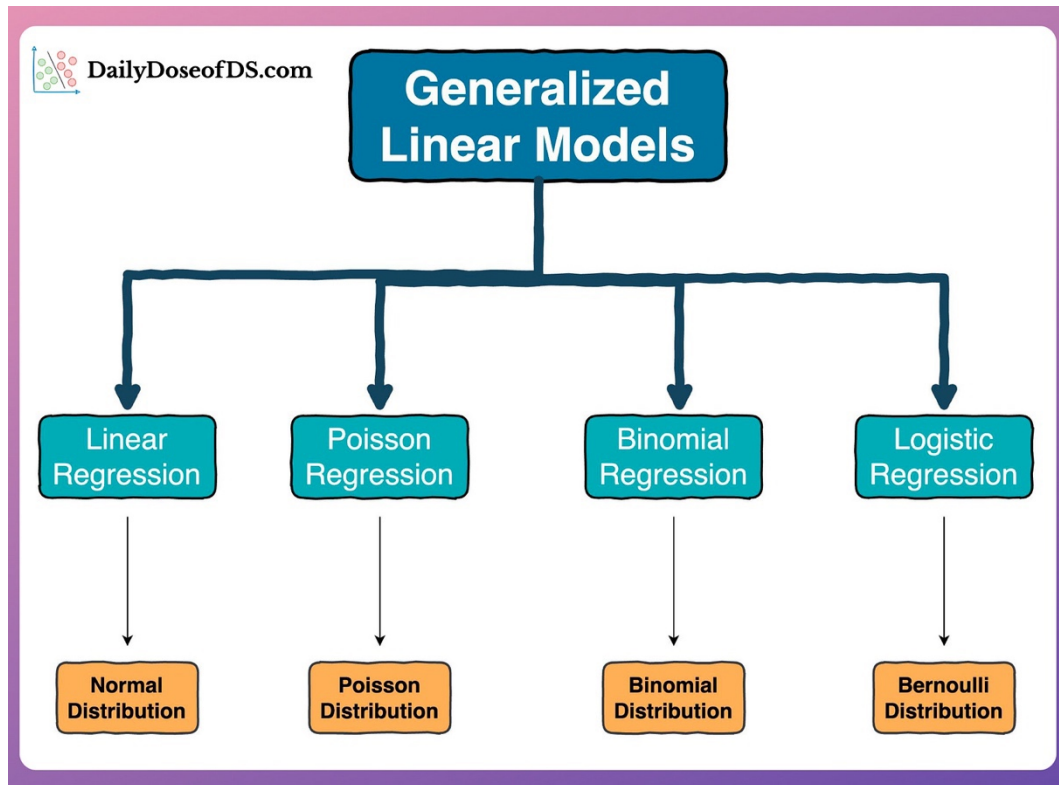 DailyDoseofDS.com
Generalized
Linear Models
Linear
Regression
Poisson
Regression
Binomial
Regression
Logistic
Regression
Normal
Distribution
Poisson
Distribution
Binomial
Distribution
Bernoulli
Distribution